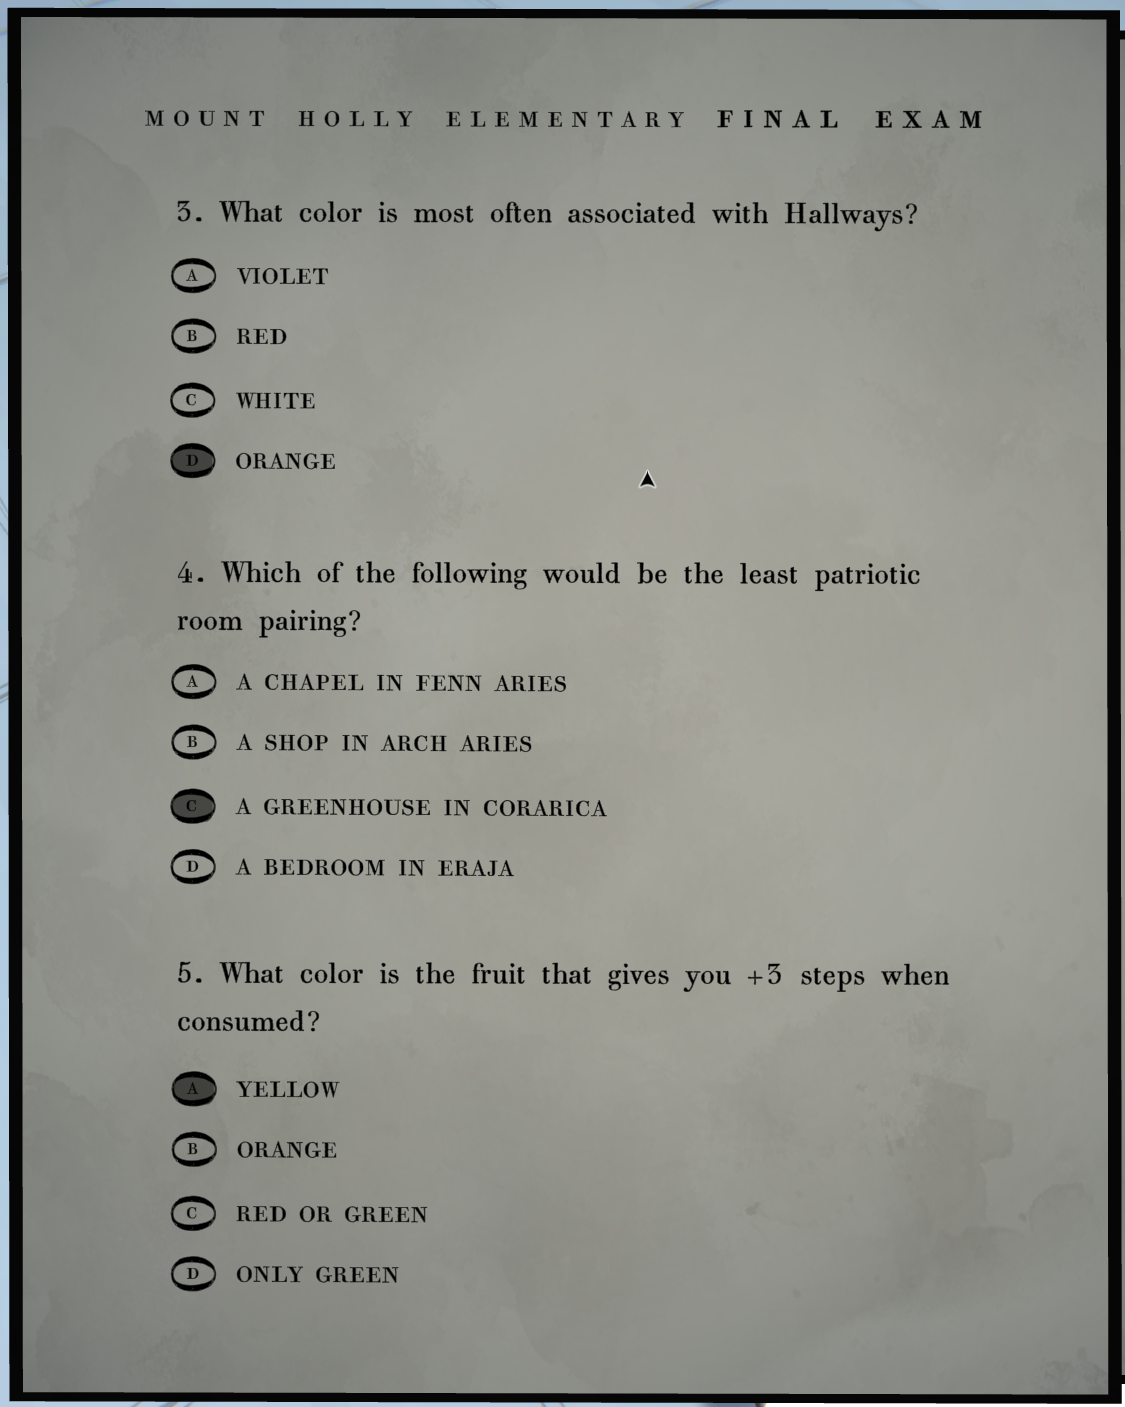 MOUNT HOLLY ELEMENTARY FINAL EXAM
3. What color is most often associated with Hallways?
A VIOLET
B RED
C WHITE
D ORANGE
4. Which of the following would be the least patriotic
room pairing?
A A CHAPEL IN FENN ARIES
B A SHOP IN ARCH ARIES
C A GREENHOUSE IN CORARICA
D A BEDROOM IN ERAJA
5. What color is the fruit that gives you +3 steps when
consumed?
A YELLOW
B ORANGE
C RED OR GREEN
D ONLY GREEN